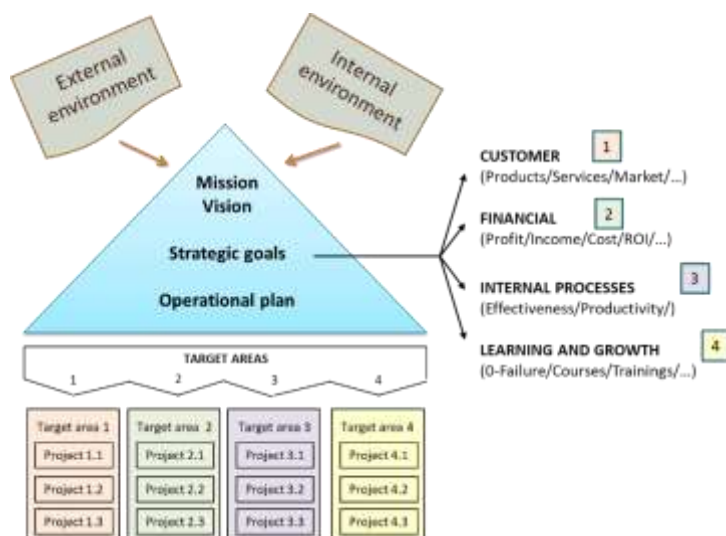 External
environment
Internal
environment
Mission
Vision
Strategic goals
Operational plan
CUSTOMER
1
(Products/Services/Market/...)
FINANCIAL
2
(Profit/Income/Cost/ROI/...)
INTERNAL PROCESSES
3
(Effectiveness/Productivity/)
LEARNING AND GROWTH
4
(0-Failure/Courses/Trainings/...)
TARGET AREAS
1 2 3 4
Target area 1
Project 1.1
Project 1.2
Project 1.3
Target area 2
Project 2.1
Project 2.2
Project 2.3
Target area 3
Project 3.1
Project 3.2
Project 3.3
Target area 4
Project 4.1
Project 4.2
Project 4.3